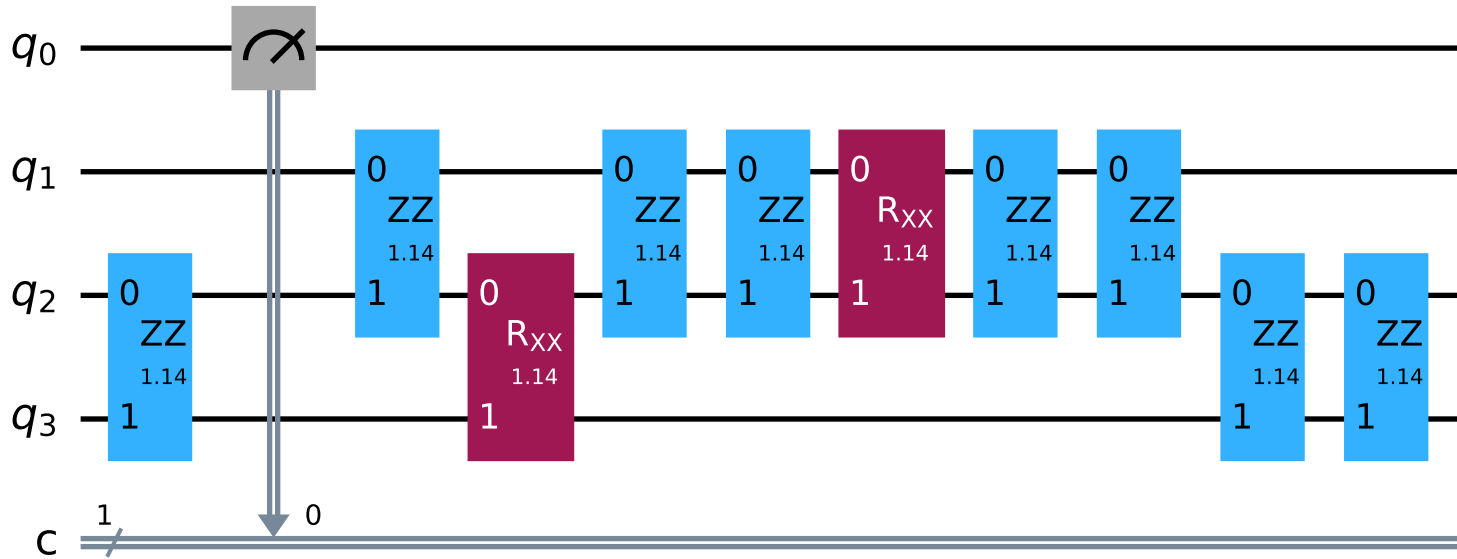 q0
0 0 0 0 0 0
q1
ZZ ZZ ZZ RXX ZZ ZZ
1.14 1.14 1.14 1.14 1.14 1.14
q2 0 1 0 1 1 1 1 1 0 0
ZZ RXX ZZ ZZ
1.14 1.14 1.14 1.14
q3 1 1 1 1
1 0
c